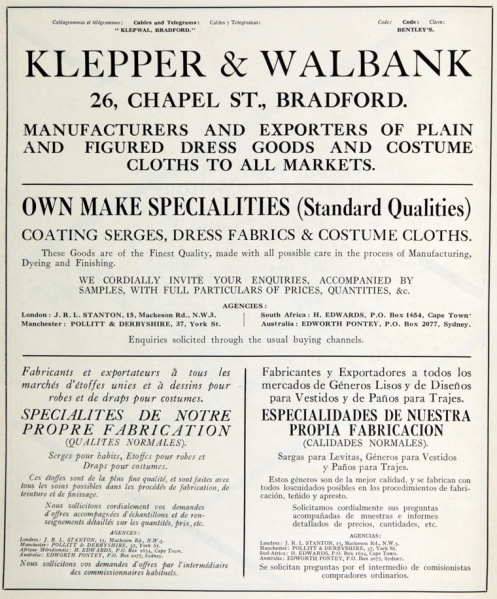 Câblogrammes et télégrammes: Cables and Telegrams: Cables y Telegramas: Code: Code: Clave:
"KLEPWAL, BRADFORD." BENTLEY'S.
KLEPPER & WALBANK
26, CHAPEL ST., BRADFORD.
MANUFACTURERS AND EXPORTERS OF PLAIN
AND FIGURED DRESS GOODS AND COSTUME
CLOTHS TO ALL MARKETS.
OWN MAKE SPECIALITIES (Standard Qualities)
COATING SERGES, DRESS FABRICS & COSTUME CLOTHS.
These Goods are of the Finest Quality, made with all possible care in the process of Manufacturing,
Dyeing and Finishing.
WE CORDIALLY INVITE YOUR ENQUIRIES, ACCOMPANIED BY
SAMPLES, WITH FULL PARTICULARS OF PRICES, QUANTITIES, &c.
AGENCIES:
London: J. R. L. STANTON, 15, Mackeson Rd., N.W.3.
Manchester: POLLITT & DERBYSHIRE, 37, York St.
South Africa: H. EDWARDS, P.O. Box 1654, Cape Town
Australia: EDWORTH PONTEY, P.O. Box 2077, Sydney.
Enquiries solicited through the usual buying channels.
Fabricants et exportateurs à tous les
marchés d'étoffes unies et à dessins pour
robes et de draps pour costumes.
SPECIALITES DE NOTRE
PROPRE FABRICATION
(QUALITES NORMALES).
Serges pour habits, Etoffes pour robes et
Draps pour costumes.
Ces étoffes sont de la plus fine qualité, et sont faites avec
tous les soins possibles dans les procédés de fabrication, de
teinture et de finissage.
Nous sollicitons cordialement vos demandes
d'offres accompagnées d'échantillons et de ren-
seignements détaillés sur les quantités, prix, etc.
AGENCES:
Londres: J. R. L. STANTON, 15, Mackeson Rd., N.W.3.
Manchester: POLLITT & DERBYSHIRE, 37, York St.
Afrique Méridionale: H. EDWARDS, P.O. Box 1654, Cape Town.
Australie: EDWORTH PONTEY, P.O. Box 2077, Sydney.
Nous sollicitons vos demandes d'offres par l'intermédiaire
des commissionnaires habituels.
Fabricantes y Exportadores a todos los
mercados de Géneros Lisos y de Diseños
para Vestidos y de Paños para Trajes.
ESPECIALIDADES DE NUESTRA
PROPIA FABRICACION
(CALIDADES NORMALES).
Sargas para Levitas, Géneros para Vestidos
y Paños para Trajes.
Estos géneros son de la mejor calidad, y se fabrican con
todos loscuidados posibles en los procedimientos de fabri-
cación, teñido y apresto.
Solicitamos cordialmente sus preguntas
acompañadas de muestras e informes
detallados de precios, cantidades, etc.
AGENCIAS:
Londres: J. R. L. STANTON, 15, Mackeson Rd., N.W.3.
Manchester: POLLITT & DERBYSHIRE, 37, York St.
Sud Africa: H. EDWARDS, P.O. Box 1654, Cape Town.
Australia: EDWORTH PONTEY, P.O. Box 2077, Sydney.
Se solicitan preguntas por el intermedio de comisionistas
compradores ordinarios.